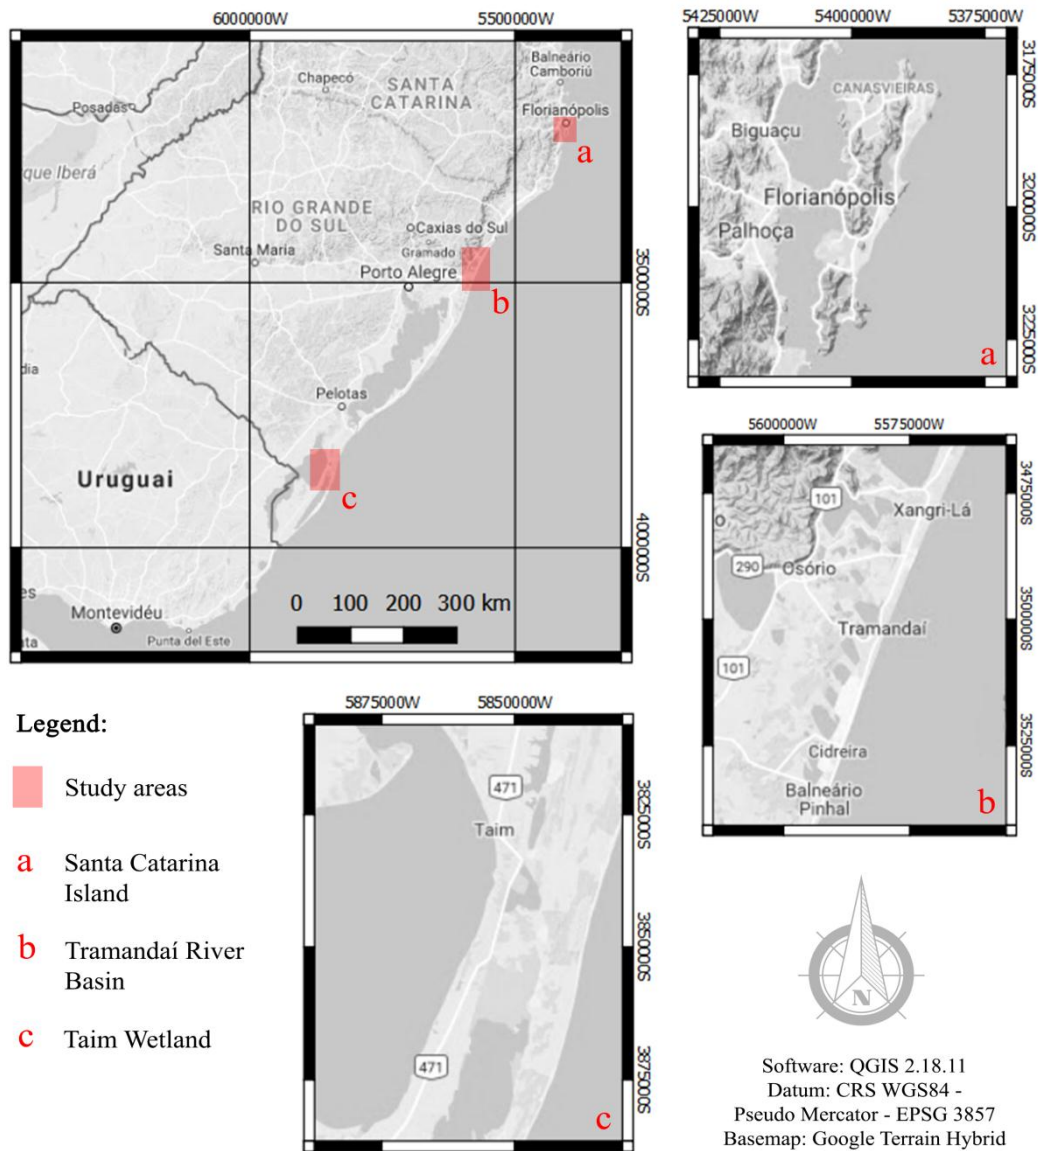 6000000W 5500000W
Balneário
Camboriú
Chapecó
SANTA
CATARINA
Posadas
Florianópolis
a
que Iberá
RIO GRANDE
DO SUL
Caxias do Sul
Santa Maria
Gramado
Porto Alegre
b
3500000S
dia
Pelotas
Uruguai
c
4000000S
es
0 100 200 300 km
Montevidéu
Punta del Este
ta
5425000W 5400000W 5375000W
3175000S
CANASVIEIRAS
Biguaçu
Florianópolis
3200000S
Palhoça
3225000S
a
5600000W 5575000W
3475000S
101
Xangri-Lá
o
290
Osório
3500000S
Tramandaí
101
3525000S
Cidreira
Balneário
Pinhal
b
Legend:
Study areas
a Santa Catarina
Island
b Tramandaí River
Basin
c Taim Wetland
5875000W 5850000W
471
3825000S
Taim
3850000S
471
3875000S
c
N
Software: QGIS 2.18.11
Datum: CRS WGS84 -
Pseudo Mercator - EPSG 3857
Basemap: Google Terrain Hybrid